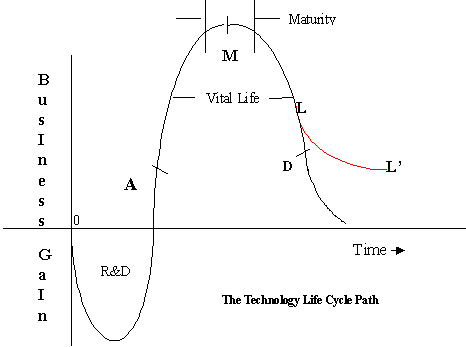 Maturity
M
B
u
s
I
n
e
s
s
Vital Life
L
A
D
L’
0
G
a
I
n
Time
R&D
The Technology Life Cycle Path